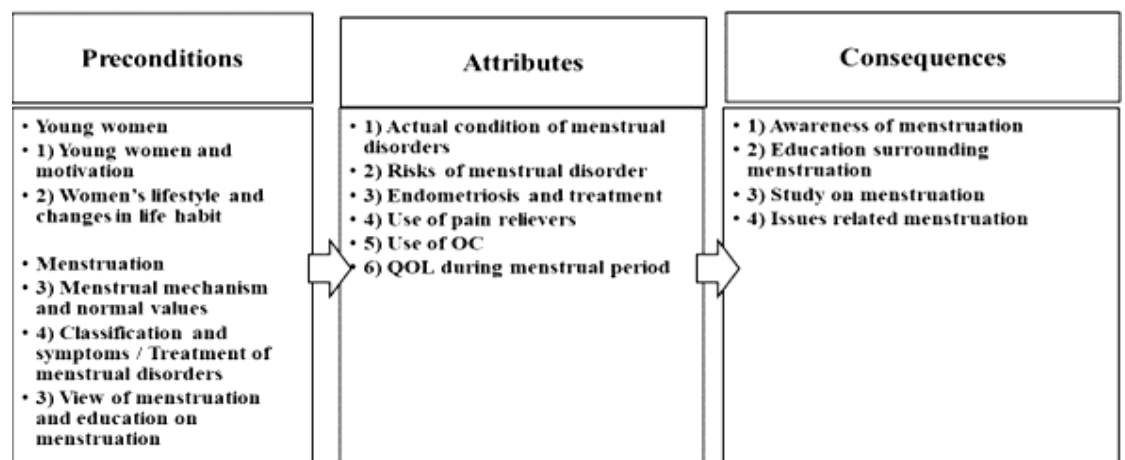 Preconditions
• Young women
• 1) Young women and
motivation
• 2) Women's lifestyle and
changes in life habit
• Menstruation
• 3) Menstrual mechanism
and normal values
• 4) Classification and
symptoms / Treatment of
menstrual disorders
• 3) View of menstruation
and education on
menstruation
Attributes
• 1) Actual condition of menstrual
disorders
• 2) Risks of menstrual disorder
• 3) Endometriosis and treatment
• 4) Use of pain relievers
• 5) Use of OC
• 6) QOL during menstrual period
Consequences
• 1) Awareness of menstruation
• 2) Education surrounding
menstruation
• 3) Study on menstruation
• 4) Issues related menstruation